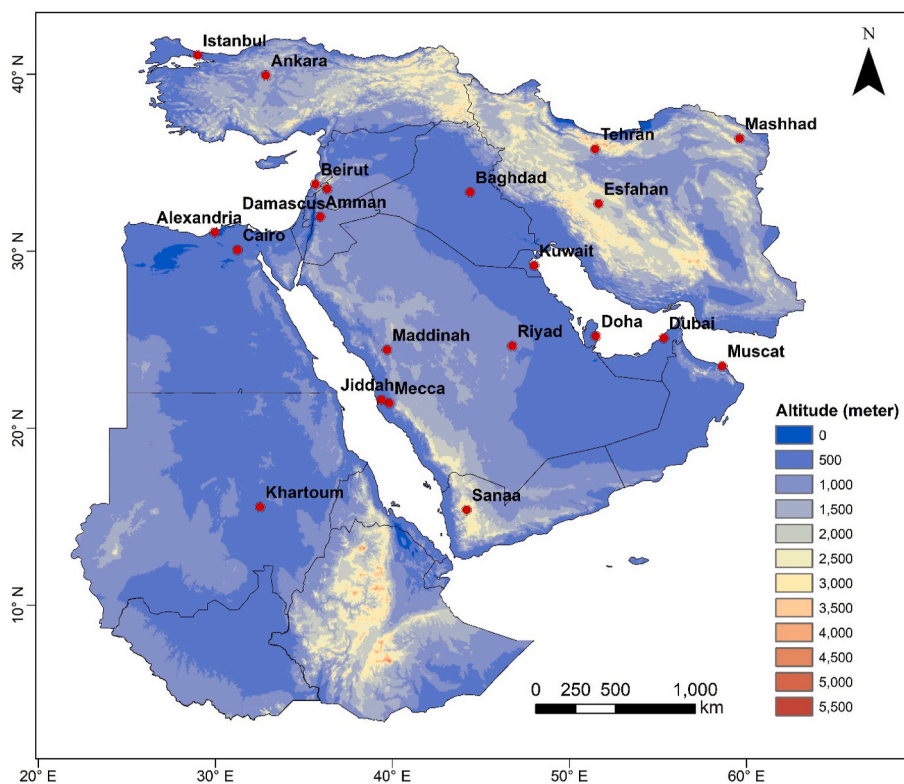 Istanbul
N
Ankara
40° N
Tehran
Mashhad
Beirut
Baghdad
Esfahan
Damascus
Amman
Alexandria
Cairo
30° N
Kuwait
Maddinah
Riyad
Doha
Dubai
Muscat
Jiddah
Mecca
Altitude (meter)
0
500
1,000
1,500
2,000
2,500
3,000
3,500
4,000
4,500
5,000
5,500
20° N
Khartoum
Sanaa
10° N
0 250 500 1,000
km
20° E 30° E 40° E 50° E 60° E